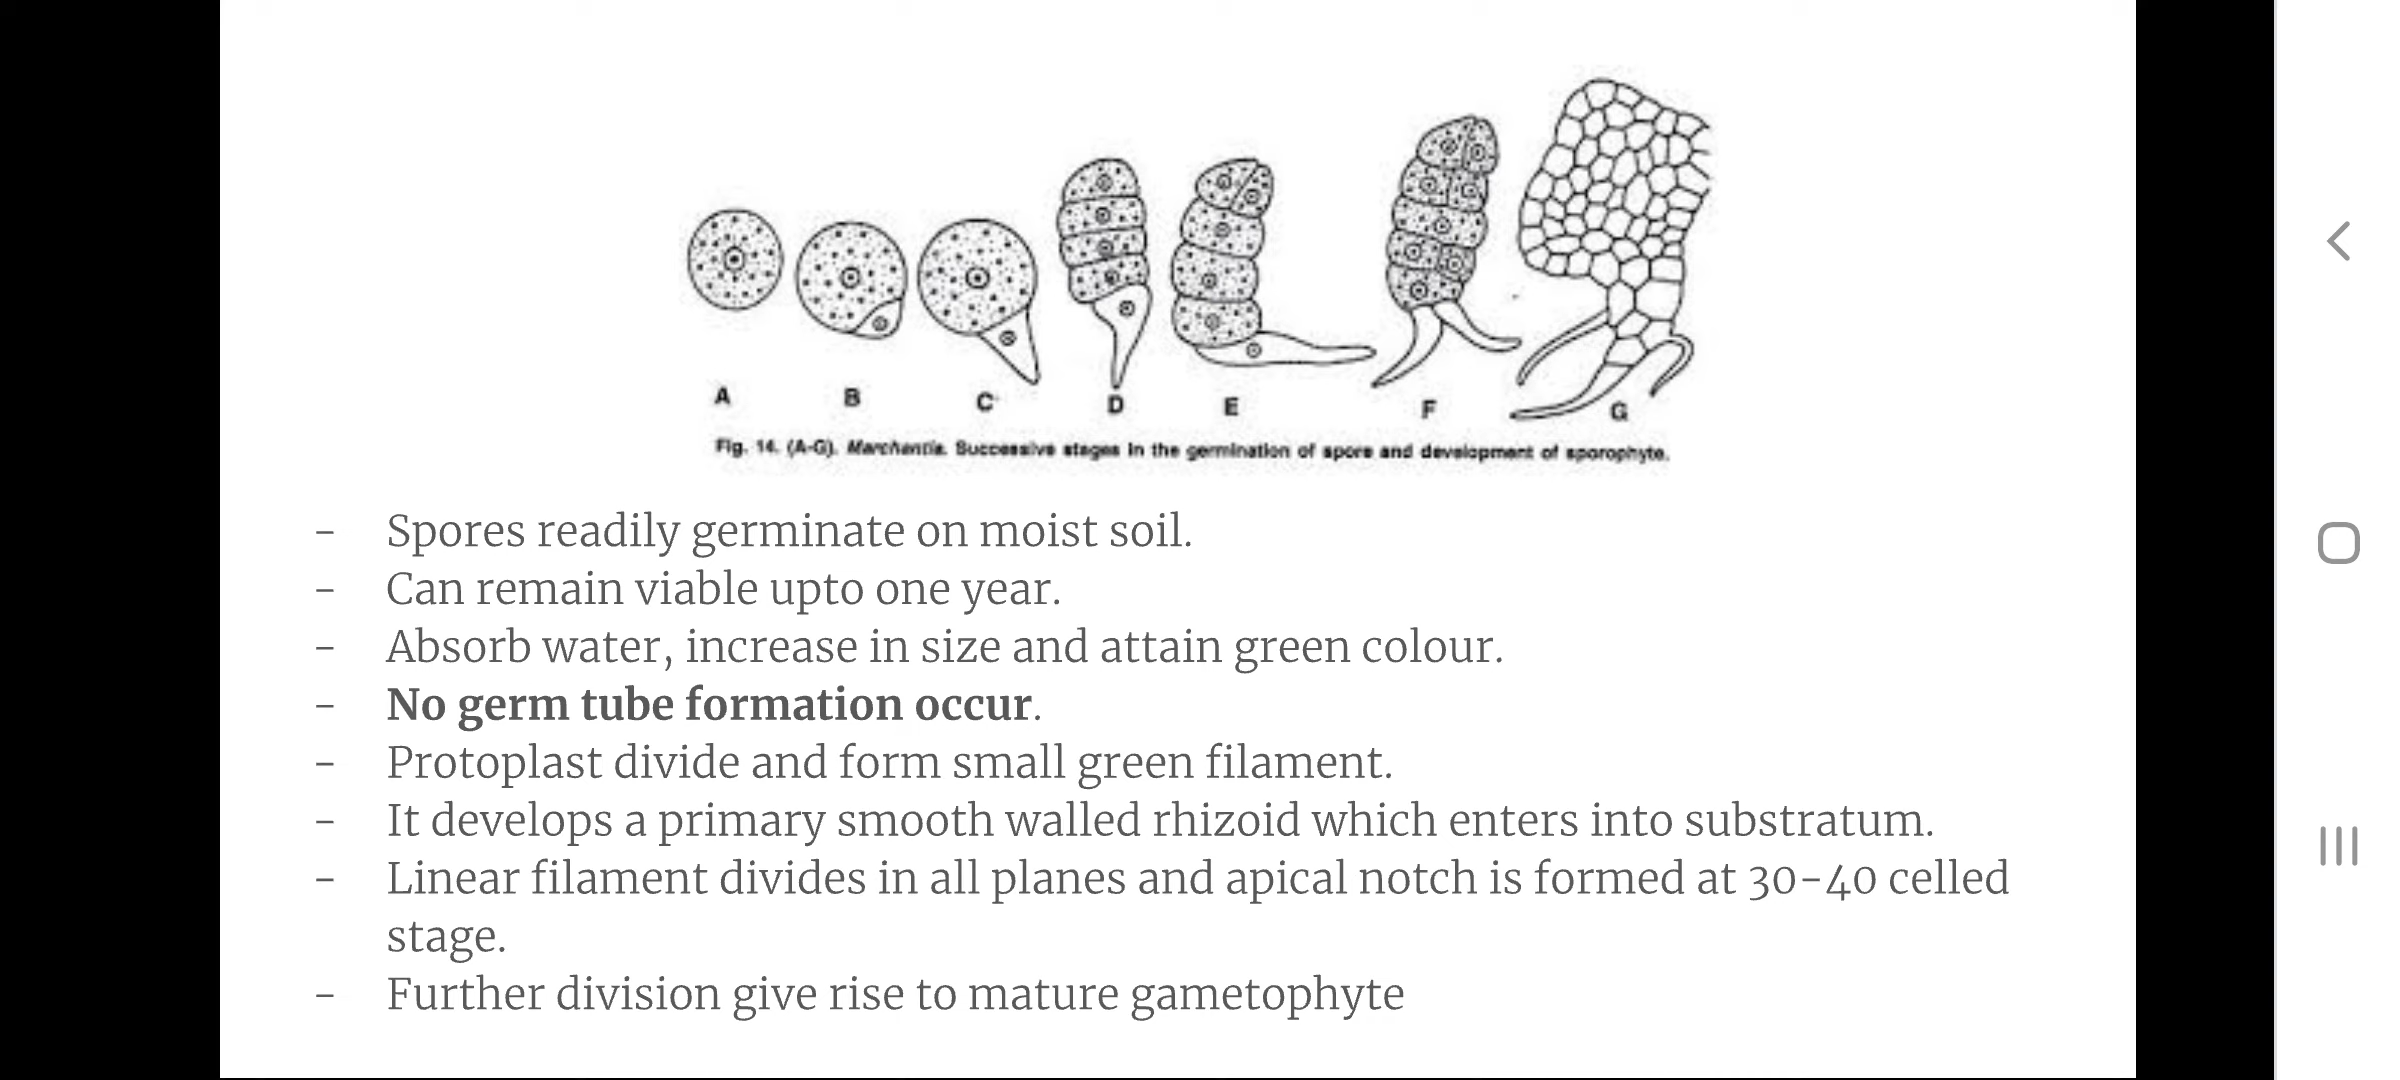 A B C D E F G
Fig. 14. (A-G). Marchantia. Successive stages in the germination of spore and development of sporophyte.
- Spores readily germinate on moist soil.
- Can remain viable upto one year.
- Absorb water, increase in size and attain green colour.
- No germ tube formation occur.
- Protoplast divide and form small green filament.
- It develops a primary smooth walled rhizoid which enters into substratum.
- Linear filament divides in all planes and apical notch is formed at 30-40 celled
stage.
- Further division give rise to mature gametophyte